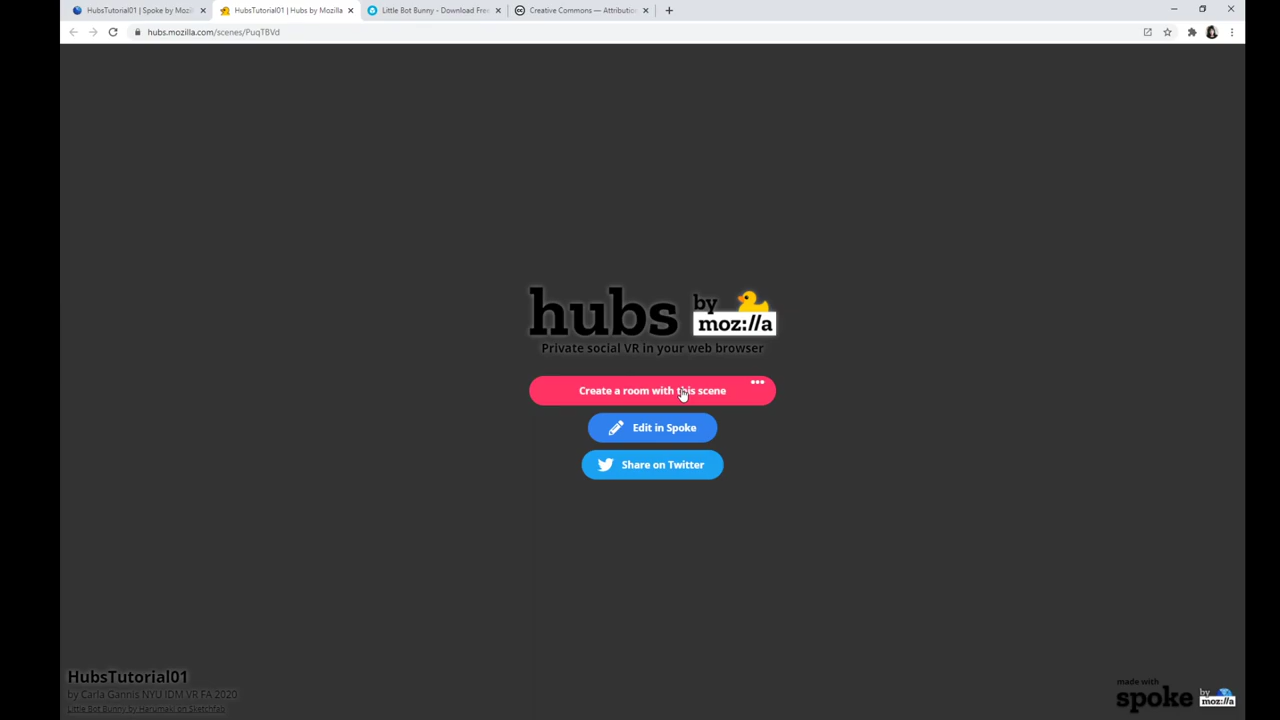 HubsTutorial01 | Spoke by Mozil
HubsTutorial01 | Hubs by Mozilla
Little Bot Bunny - Download Free
Creative Commons — Attribution
hubs.mozilla.com/scenes/PuqTBVd
hubs by moz://a
Private social VR in your web browser
Create a room with this scene
Edit in Spoke
Share on Twitter
HubsTutorial01
by Carla Gannis NYU IDM VR FA 2020
Little Bot Bunny by Harumaki on Sketchfab
made with
spoke by moz://a